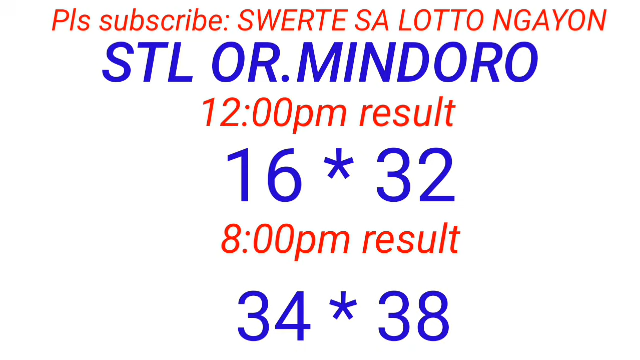 Pls subscribe: SWERTE SA LOTTO NGAYON
STL OR.MINDORO
12:00pm result
16 * 32
8:00pm result
34 * 38